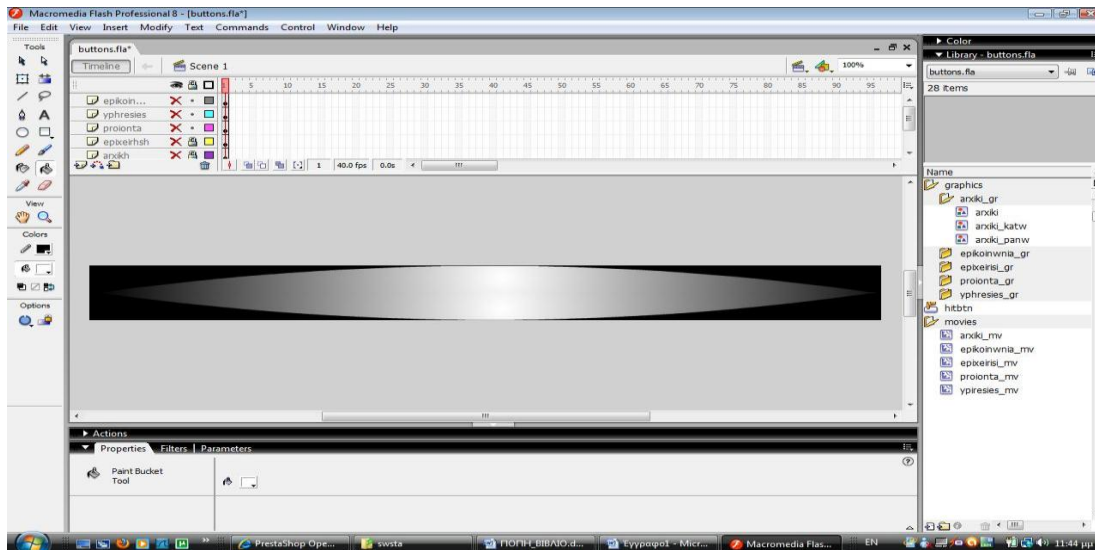 Macromedia Flash Professional 8 - [buttons.fla*]
File Edit View Insert Modify Text Commands Control Window Help
Tools
View
Colors
Options
buttons.fla*
Timeline
Scene 1
100%
5 10 15 20 25 30 35 40 45 50 55 60 65 70 75 80 85 90 95
epikoin...
yphresies
proionta
epixeirhsh
arxikh
1 40.0 fps 0.0s
Actions
Properties Filters Parameters
Paint Bucket
Tool
Color
Library - buttons.fla
buttons.fla
28 items
Name
graphics
arxiki_gr
arxiki
arxiki_katw
arxiki_panw
epikoinwnia_gr
epixeirisi_gr
proionta_gr
yphresies_gr
hitbtn
movies
arxiki_mv
epikoinwnia_mv
epixeirisi_mv
proionta_mv
ypiresies_mv
PrestaShop Ope...
swsta
ΠΟΠΗ_ΒΙΒΛΙΟ.d...
Έγγραφο1 - Micr...
Macromedia Flas...
EN
11:44 μμ